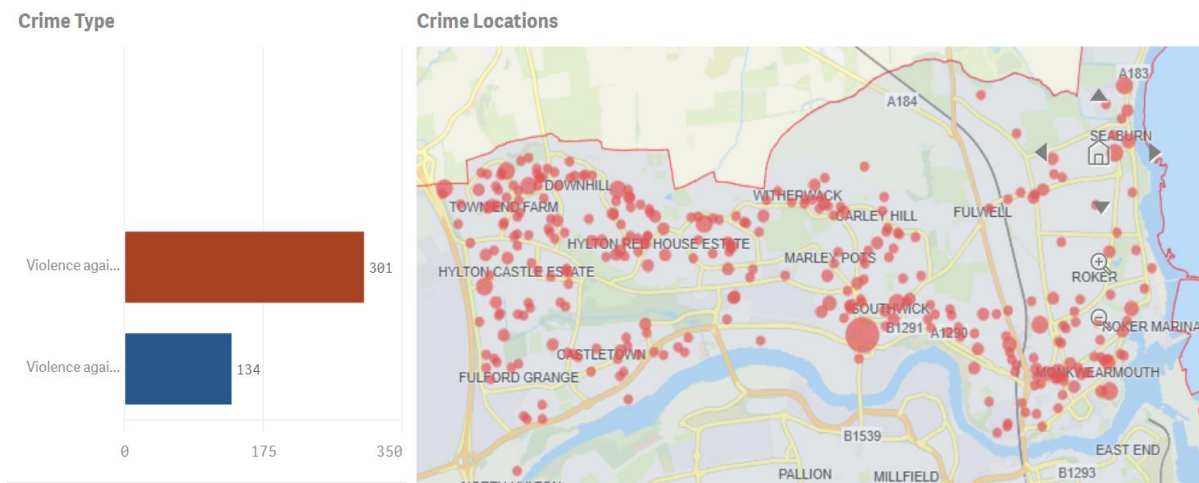 Crime Type
Crime Locations
Violence agai...
301
Violence agai...
134
0
175
350
A183
A184
SEABURN
DOWNHILL
TOWN END FARM
WITHERWACK
CARLEY HILL
FULWELL
HYLTON RED HOUSE ESTATE
MARLEY POTS
HYLTON CASTLE ESTATE
ROKER
SOUTHWICK
B1291
A1290
ROKER MARINA
CASTLETOWN
FULFORD GRANGE
MONKWEARMOUTH
B1539
EAST END
PALLION
MILLFIELD
B1293